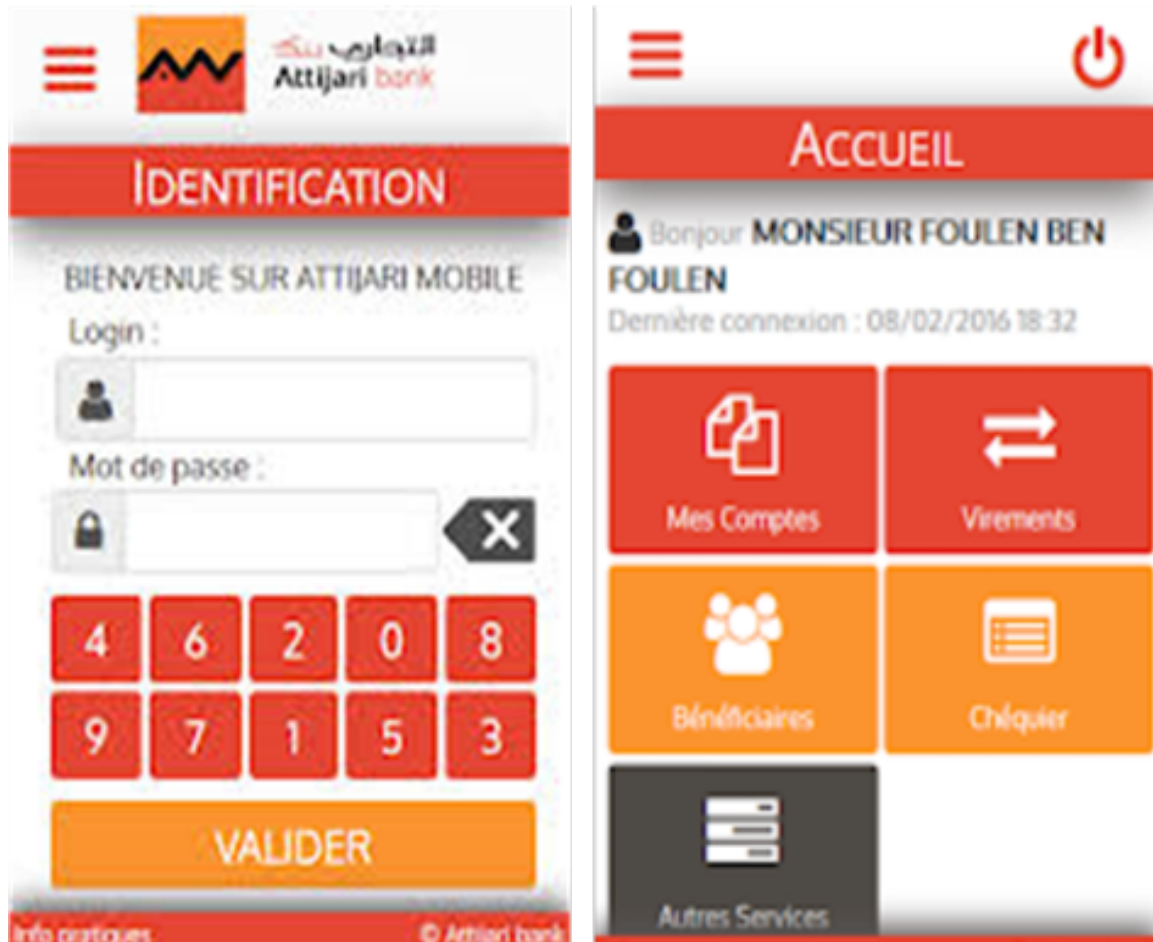 التجاري بنك
Attijari bank
IDENTIFICATION
BIENVENUE SUR ATTIJARI MOBILE
Login :
Mot de passe :
4 6 2 0 8
9 7 1 5 3
VALIDER
Info pratiques © Attijari bank
ACCUEIL
Bonjour MONSIEUR FOULEN BEN
FOULEN
Dernière connexion : 08/02/2016 18:32
Mes Comptes Virements
Bénéficiaires Chéquier
Autres Services